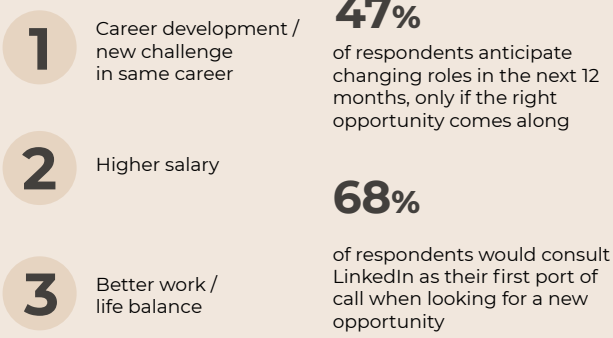 1
Career development /
new challenge
in same career
2
Higher salary
3
Better work /
life balance
47%
of respondents anticipate
changing roles in the next 12
months, only if the right
opportunity comes along
68%
of respondents would consult
LinkedIn as their first port of
call when looking for a new
opportunity